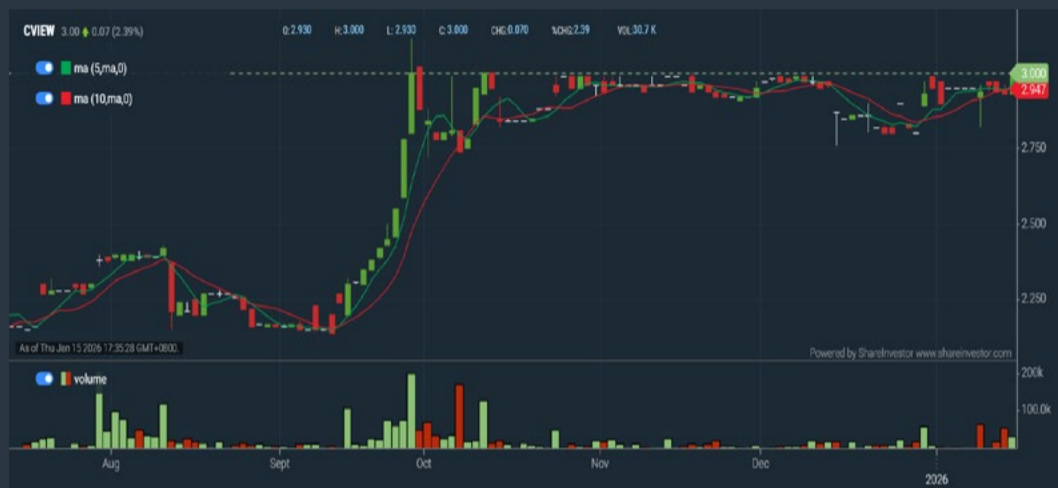 CVIEW 3.00 0.07 (2.39%) O:2.930 H:3.000 L:2.930 C:3.000 CHG:0.070 %CHG:2.39 VOL:30.7 K
ma (5,ma,0)
ma (10,ma,0)
3.000
2.947
2.750
2.500
2.250
As of Thu Jan 15 2026 17:35:28 GMT+0800.
Powered by ShareInvestor www.shareinvestor.com
volume
200k
100.0k
Aug Sept Oct Nov Dec
2026